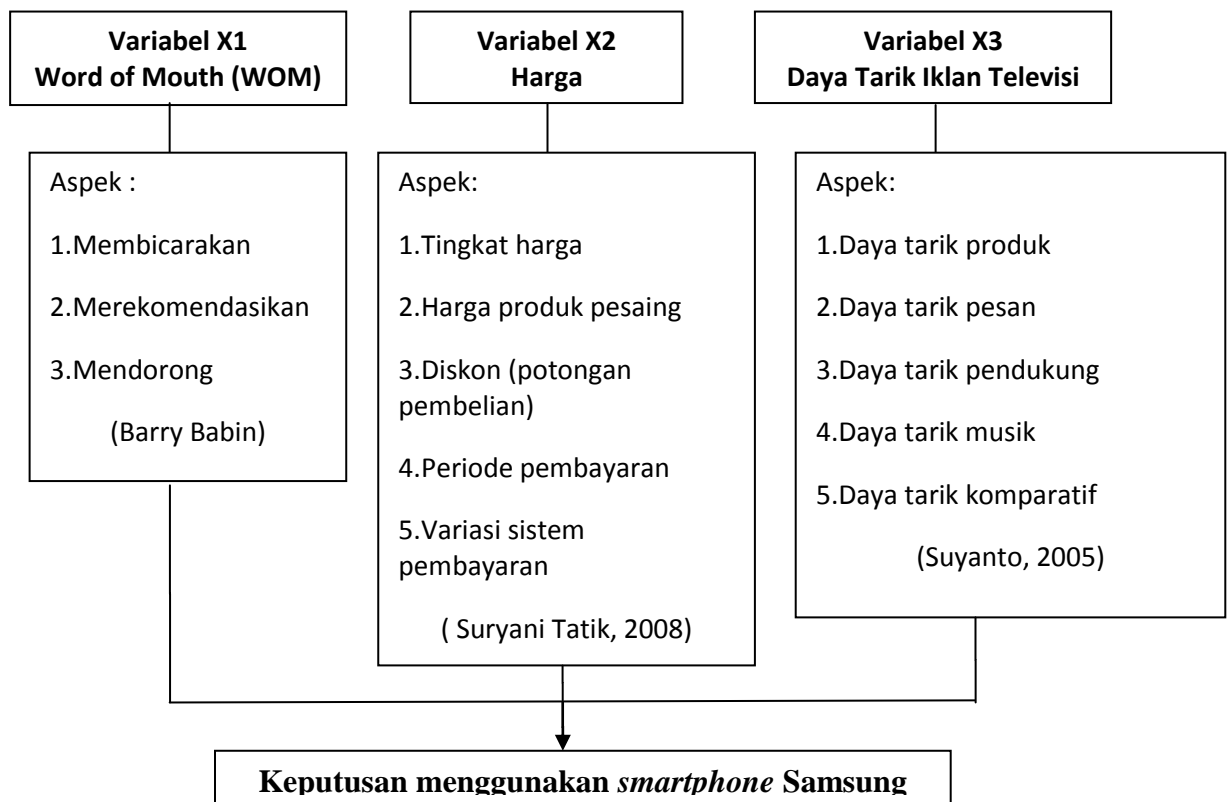 Variabel X1
Word of Mouth (WOM)
Variabel X2
Harga
Variabel X3
Daya Tarik Iklan Televisi
Aspek :
1.Membicarakan
2.Merekomendasikan
3.Mendorong
(Barry Babin)
Aspek:
1.Tingkat harga
2.Harga produk pesaing
3.Diskon (potongan
pembelian)
4.Periode pembayaran
5.Variasi sistem
pembayaran
( Suryani Tatik, 2008)
Aspek:
1.Daya tarik produk
2.Daya tarik pesan
3.Daya tarik pendukung
4.Daya tarik musik
5.Daya tarik komparatif
(Suyanto, 2005)
Keputusan menggunakan smartphone Samsung